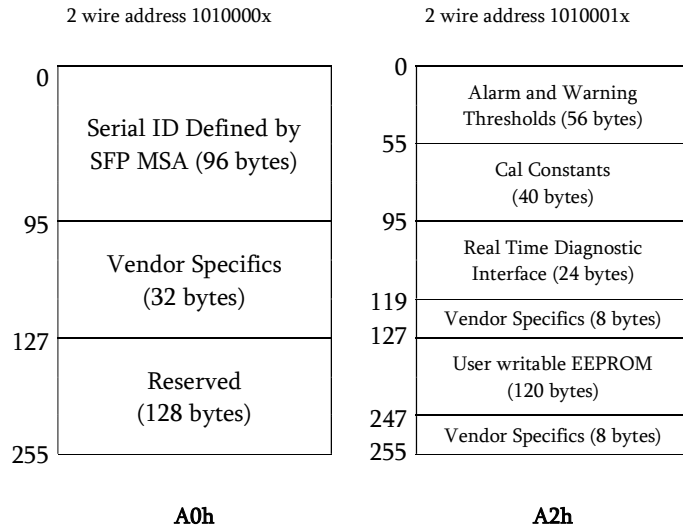 2 wire address 1010000x
0
Serial ID Defined by
SFP MSA (96 bytes)
95
Vendor Specifics
(32 bytes)
127
Reserved
(128 bytes)
255
A0h
2 wire address 1010001x
0
Alarm and Warning
Thresholds (56 bytes)
55
Cal Constants
(40 bytes)
95
Real Time Diagnostic
Interface (24 bytes)
119
Vendor Specifics (8 bytes)
127
User writable EEPROM
(120 bytes)
247
Vendor Specifics (8 bytes)
255
A2h